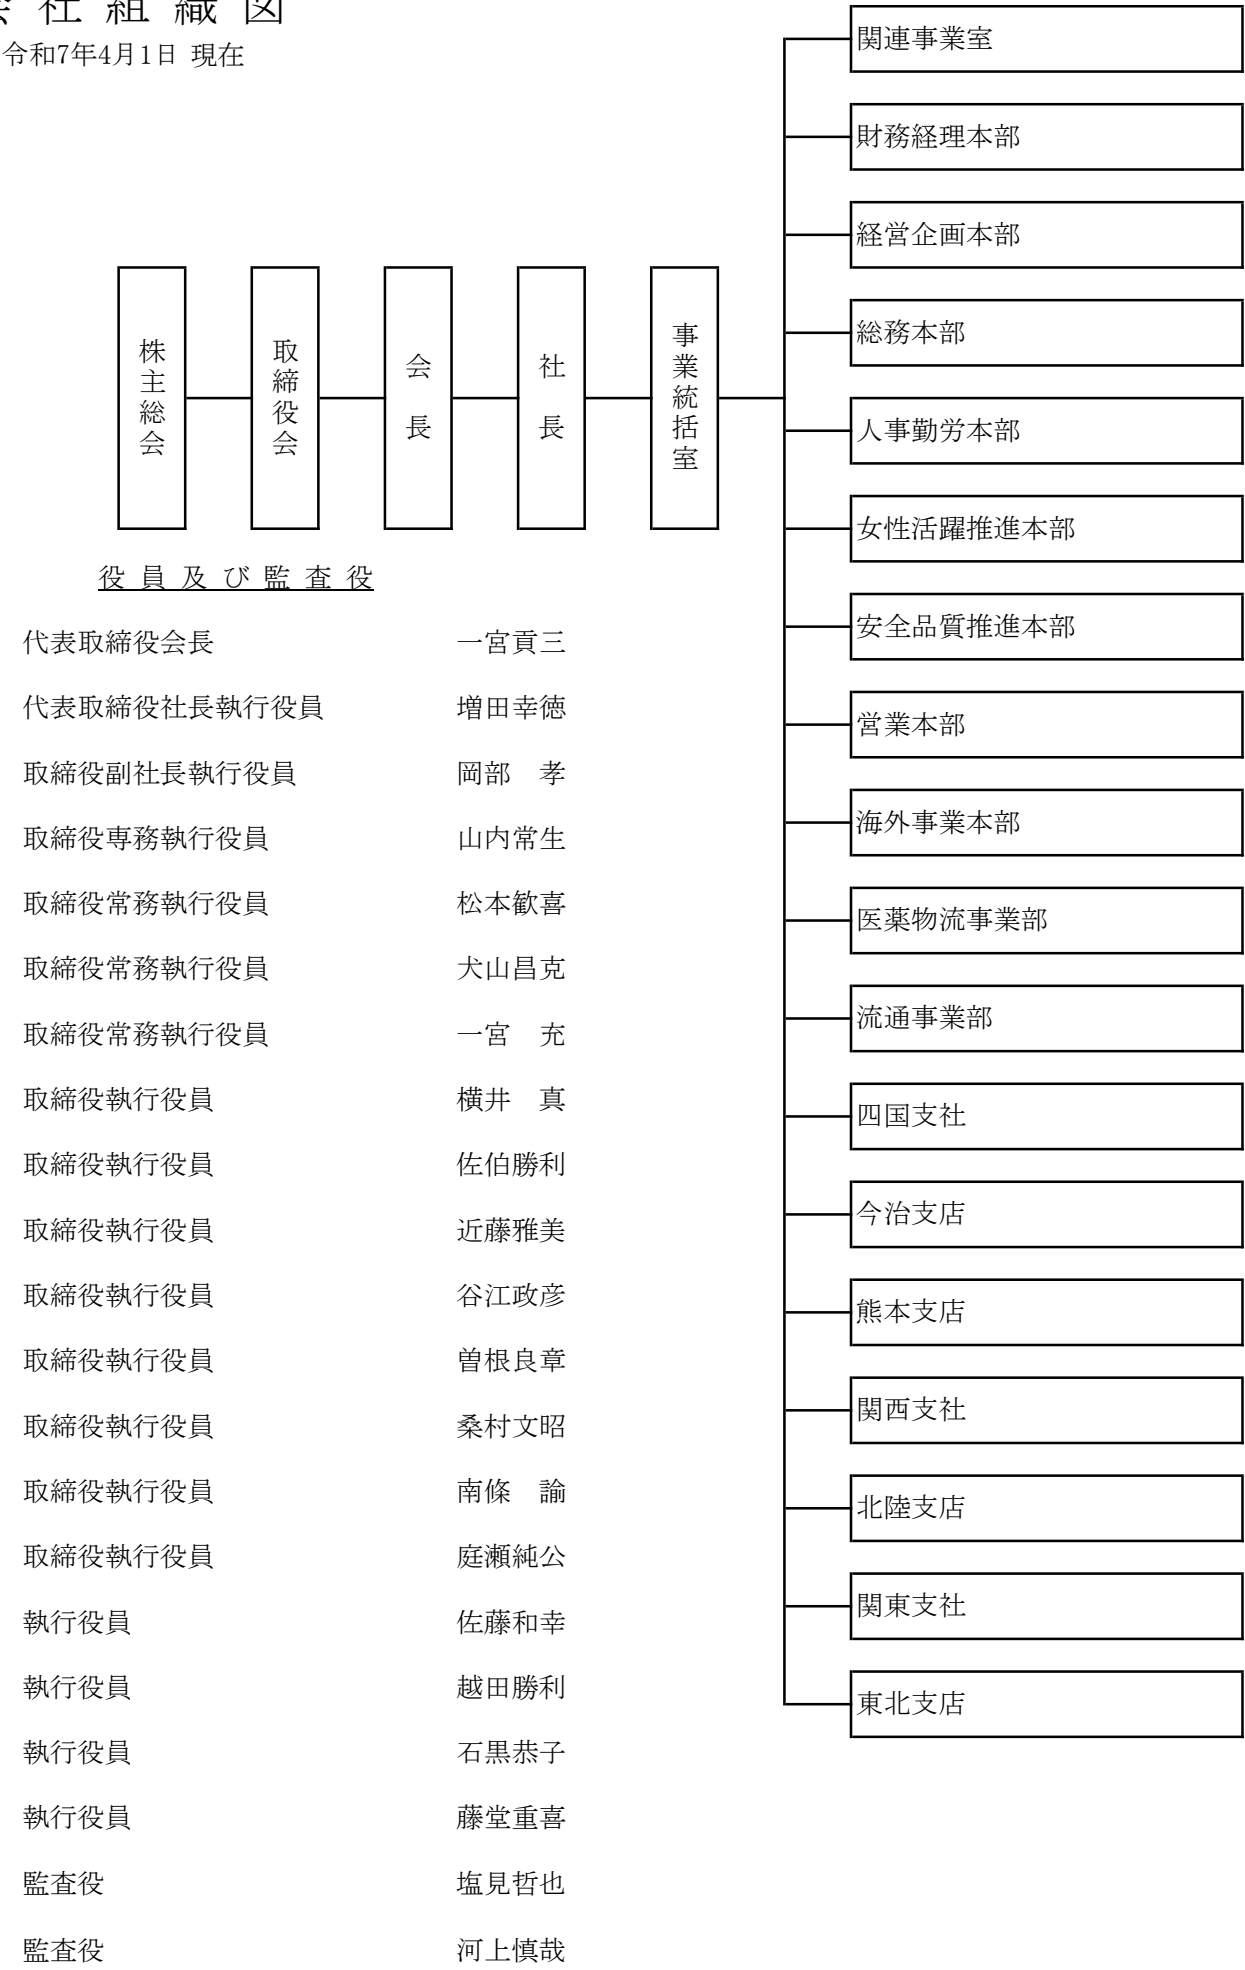 会社組織図
令和7年4月1日 現在
株主総会
取締役会
会長
社長
事業統括室
関連事業室
財務経理本部
経営企画本部
総務本部
人事勤労本部
女性活躍推進本部
安全品質推進本部
営業本部
海外事業本部
医薬物流事業部
流通事業部
四国支社
今治支店
熊本支店
関西支社
北陸支店
関東支社
東北支店
役員及び監査役
代表取締役会長 一宮貢三
代表取締役社長執行役員 増田幸徳
取締役副社長執行役員 岡部 孝
取締役専務執行役員 山内常生
取締役常務執行役員 松本歓喜
取締役常務執行役員 犬山昌克
取締役常務執行役員 一宮 充
取締役執行役員 横井 真
取締役執行役員 佐伯勝利
取締役執行役員 近藤雅美
取締役執行役員 谷江政彦
取締役執行役員 曽根良章
取締役執行役員 桑村文昭
取締役執行役員 南條 諭
取締役執行役員 庭瀬純公
執行役員 佐藤和幸
執行役員 越田勝利
執行役員 石黒恭子
執行役員 藤堂重喜
監査役 塩見哲也
監査役 河上慎哉